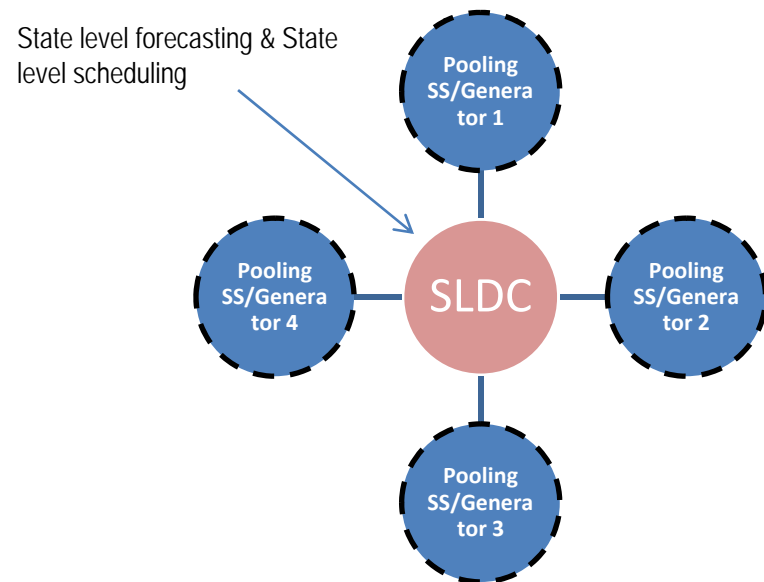 State level forecasting & State
level scheduling
Pooling
SS/Genera
tor 1
Pooling
SS/Genera
tor 4
SLDC
Pooling
SS/Genera
tor 2
Pooling
SS/Genera
tor 3